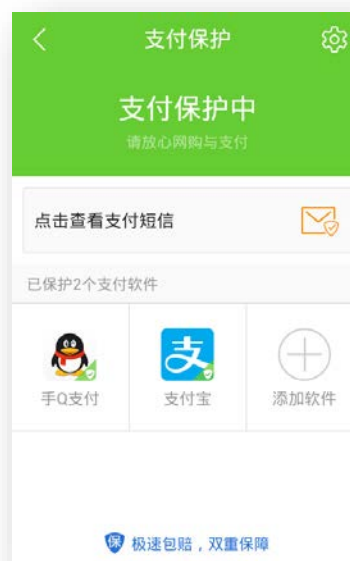 支付保护
支付保护中
请放心网购与支付
点击查看支付短信
已保护2个支付软件
支
手Q支付
支付宝
添加软件
保 极速包赔，双重保障